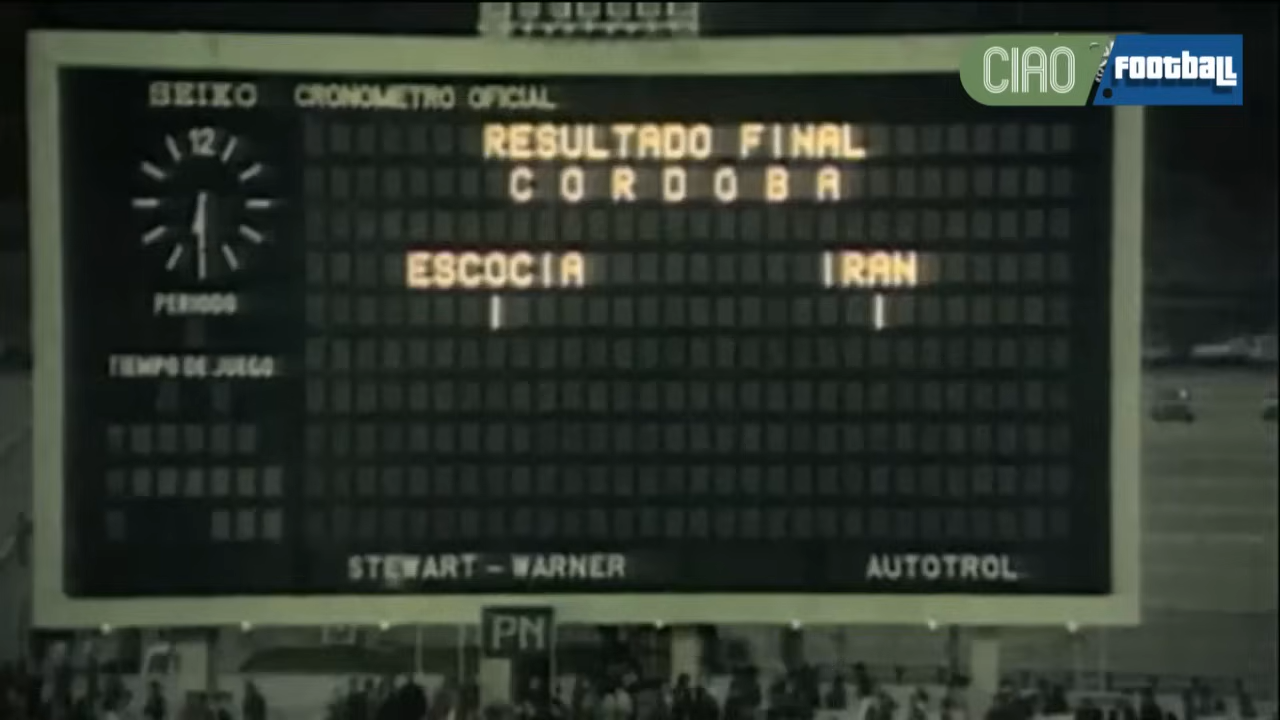 CIAO FOOTBALL
SEIKO CRONOMETRO OFICIAL
12
RESULTADO FINAL
CORDOBA
ESCOCIA IRAN
1 1
PERIODO
TIEMPO DE JUEGO
STEWART-WARNER AUTOTROL
PN